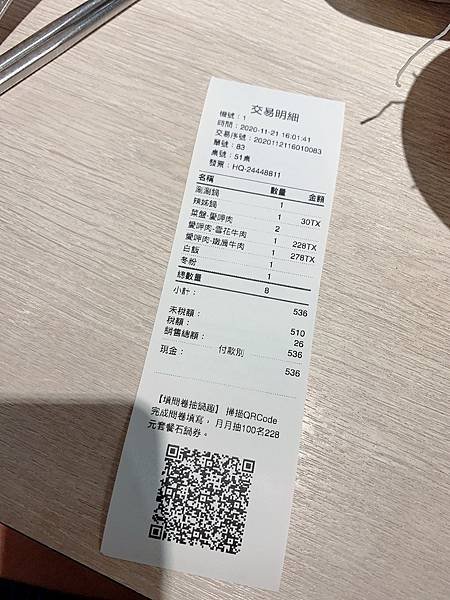 交易明細
機號：1
時間：2020-11-21 16:01:41
交易序號：2020112116010083
單號：83
桌號：51桌
發票：HQ-24448811
名稱 數量 金額
涮涮鍋 1
辣姊鍋 1 30TX
菜盤-愛呷肉 2
愛呷肉-雪花牛肉 1 228TX
愛呷肉-嫩肩牛肉 1 278TX
白飯 1
冬粉 1
總數量 8
小計： 536
未稅額： 510
稅額： 26
銷售總額： 536
付款別
現金： 536
【填問卷抽鍋趣】掃描QRCode
完成問卷填寫，月月抽100名228
元套餐石鍋券。